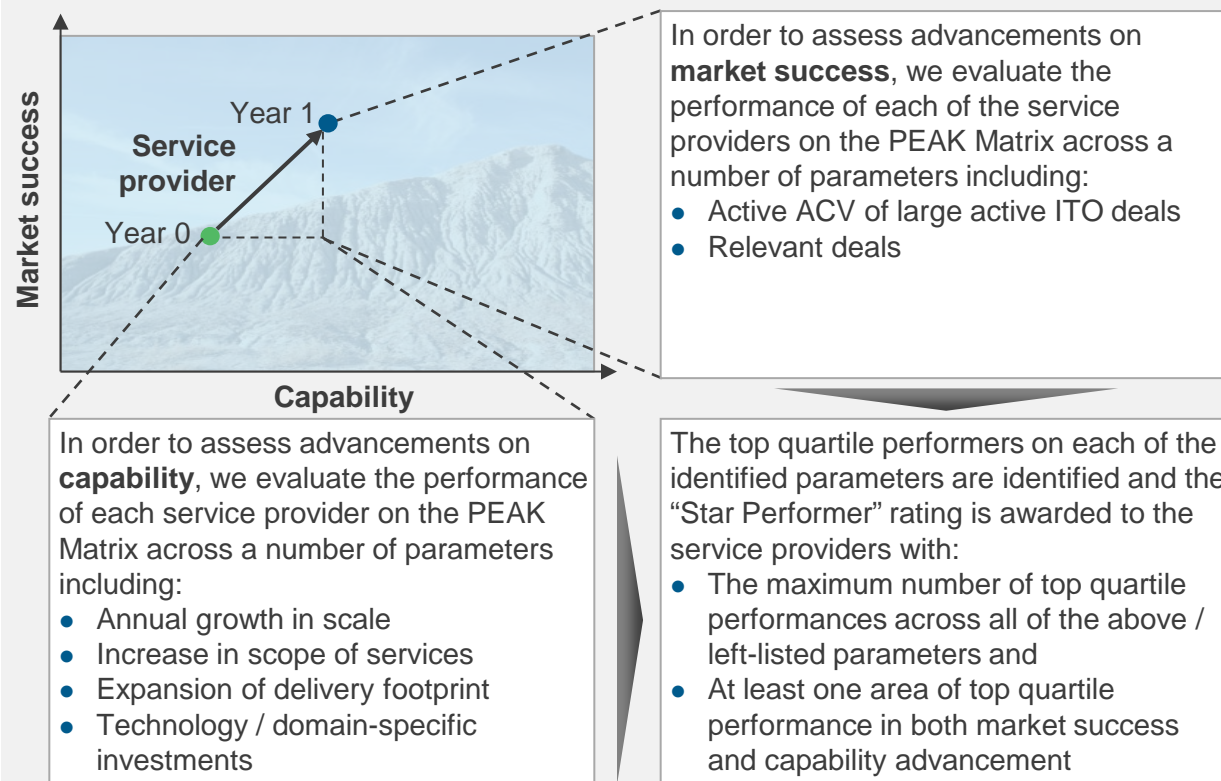 Market success
Year 1
Service
provider
Year 0
Capability
In order to assess advancements on
market success, we evaluate the
performance of each of the service
providers on the PEAK Matrix across a
number of parameters including:
● Active ACV of large active ITO deals
● Relevant deals
In order to assess advancements on
capability, we evaluate the performance
of each service provider on the PEAK
Matrix across a number of parameters
including:
● Annual growth in scale
● Increase in scope of services
● Expansion of delivery footprint
● Technology / domain-specific
investments
The top quartile performers on each of the
identified parameters are identified and the
“Star Performer” rating is awarded to the
service providers with:
● The maximum number of top quartile
performances across all of the above /
left-listed parameters and
● At least one area of top quartile
performance in both market success
and capability advancement